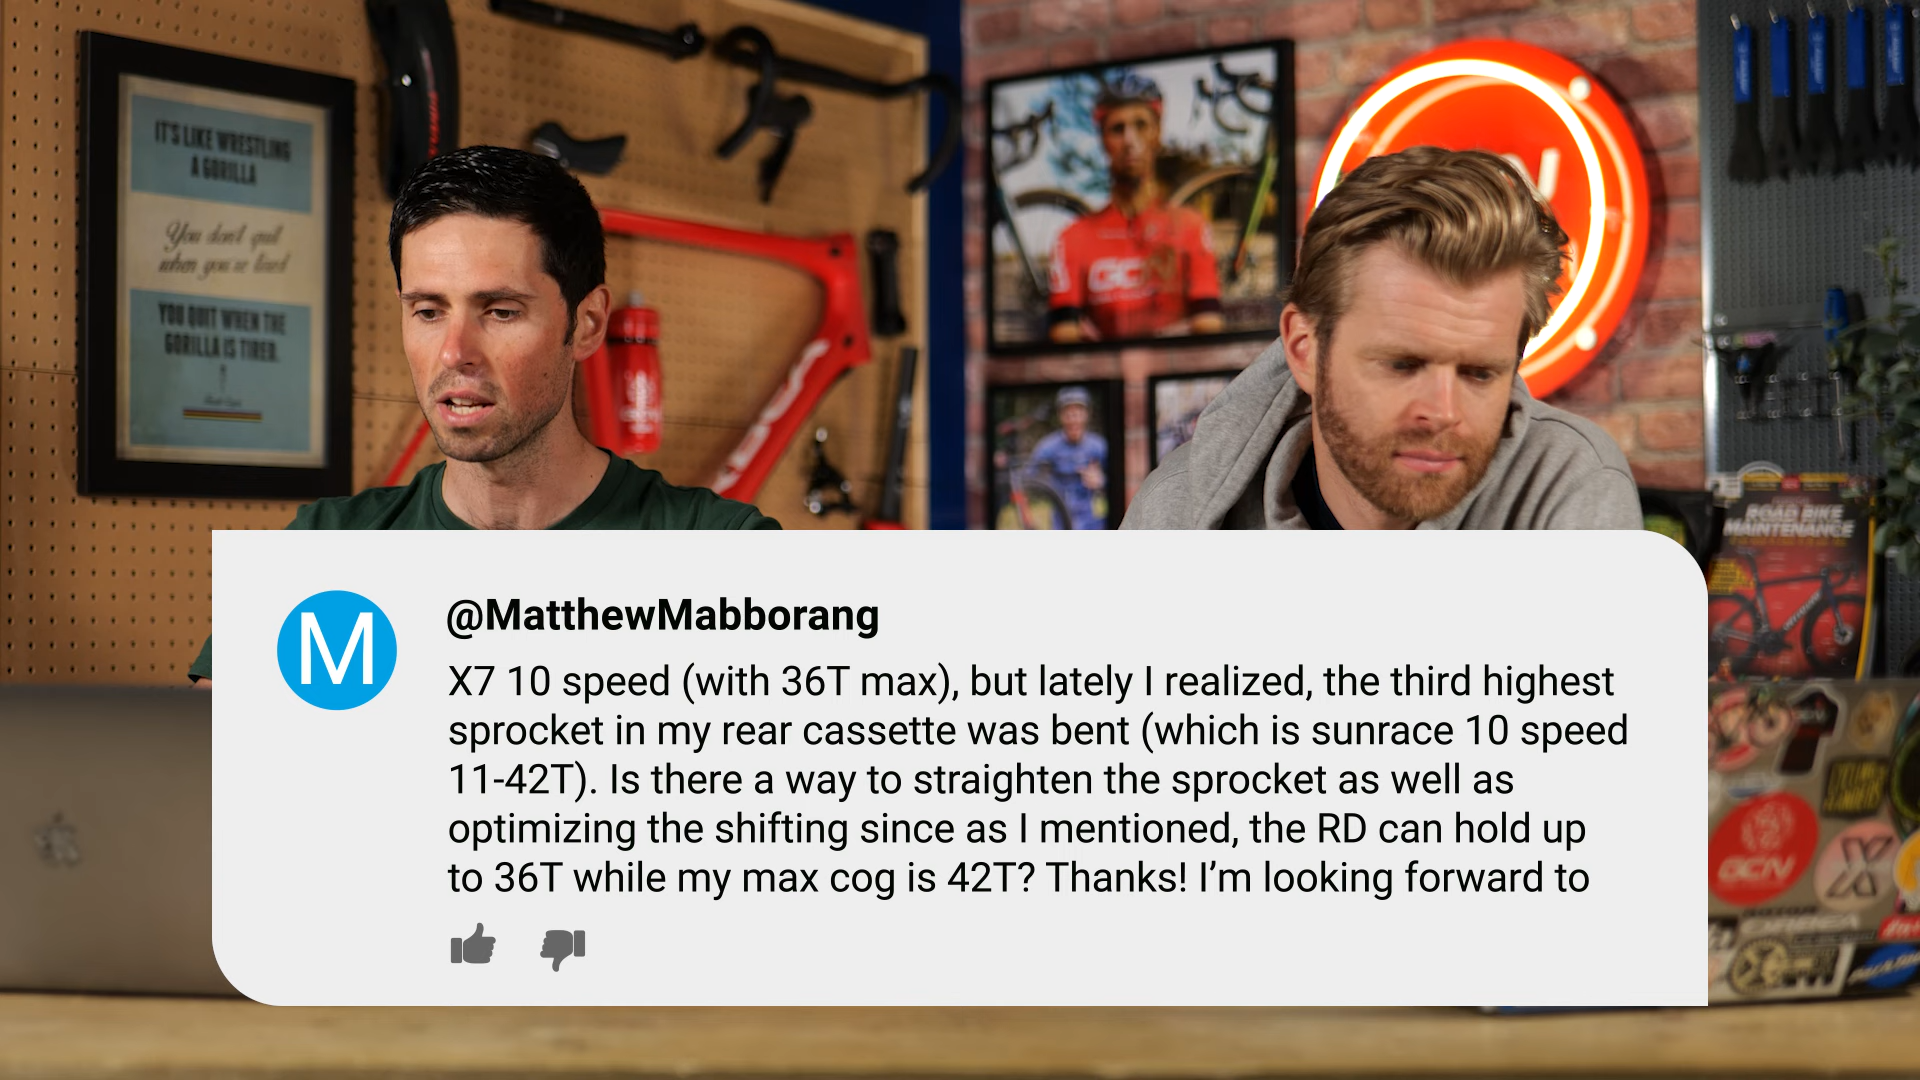 IT'S LIKE WRESTLING
A GORILLA
You don't quit
when you're tired
YOU QUIT WHEN THE
GORILLA IS TIRED.
GCN
ROAD BIKE
MAINTENANCE
M
@MatthewMabborang
X7 10 speed (with 36T max), but lately I realized, the third highest
sprocket in my rear cassette was bent (which is sunrace 10 speed
11-42T). Is there a way to straighten the sprocket as well as
optimizing the shifting since as I mentioned, the RD can hold up
to 36T while my max cog is 42T? Thanks! I’m looking forward to
GCN
X